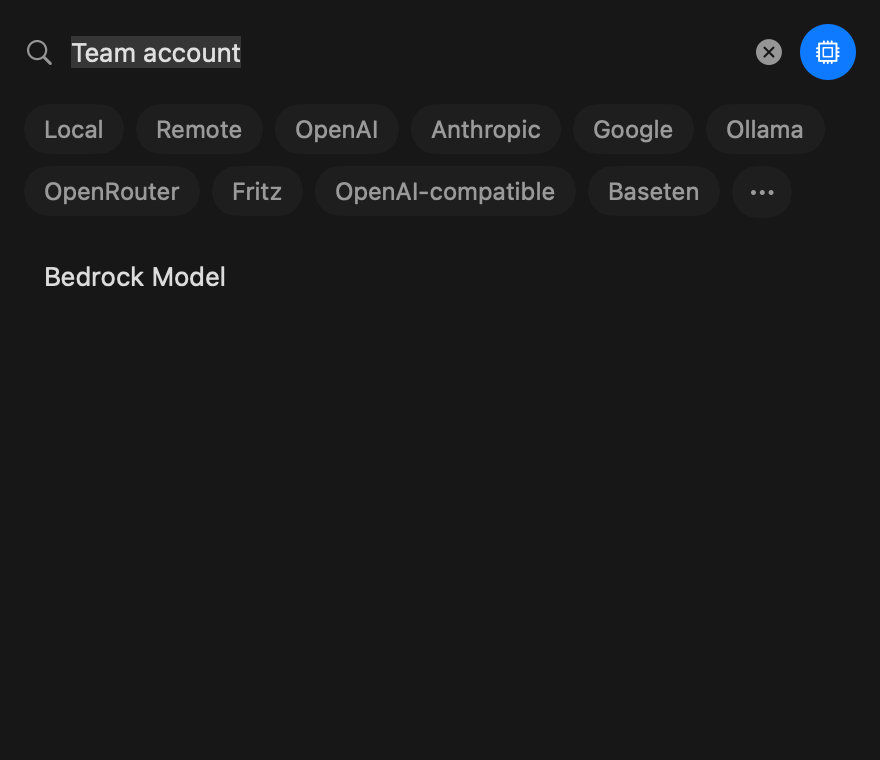 Team account
Local Remote OpenAI Anthropic Google Ollama
OpenRouter Fritz OpenAI-compatible Baseten ···
Bedrock Model